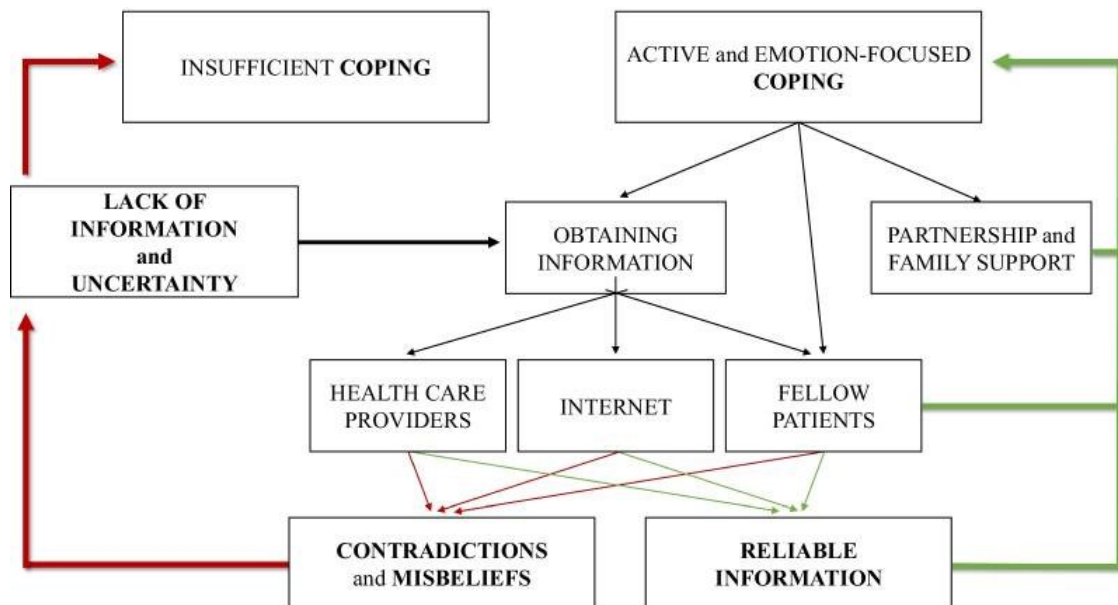 INSUFFICIENT COPING
ACTIVE and EMOTION-FOCUSED
COPING
LACK OF
INFORMATION
and
UNCERTAINTY
OBTAINING
INFORMATION
PARTNERSHIP and
FAMILY SUPPORT
HEALTH CARE
PROVIDERS
INTERNET
FELLOW
PATIENTS
CONTRADICTIONS
and MISBELIEFS
RELIABLE
INFORMATION